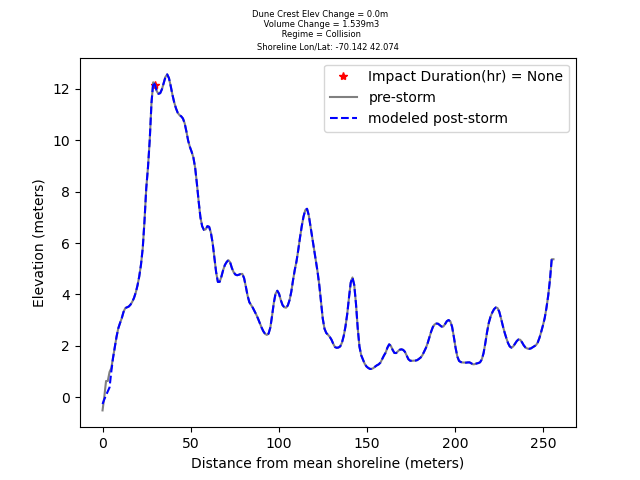 Dune Crest Elev Change = 0.0m
Volume Change = 1.539m3
Regime = Collision
Shoreline Lon/Lat: -70.142 42.074
Impact Duration(hr) = None
pre-storm
modeled post-storm
Elevation (meters)
12
10
8
6
4
2
0
0 50 100 150 200 250
Distance from mean shoreline (meters)